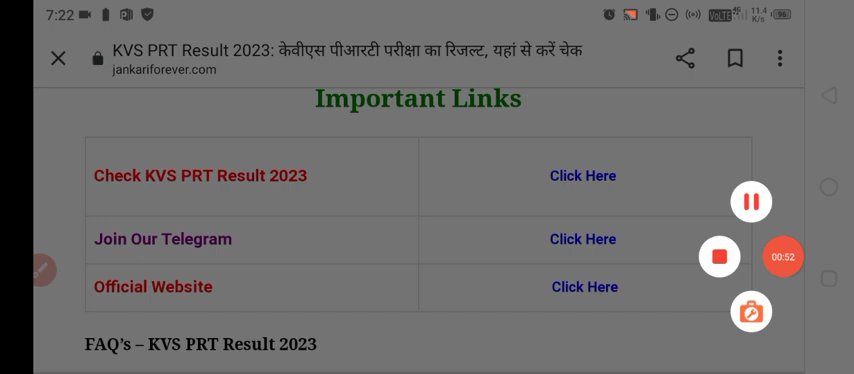 7:22 VoLTE 4G 11.4 K/s 96
KVS PRT Result 2023: केवीएस पीआरटी परीक्षा का रिजल्ट, यहां से करें चेक
jankariforever.com
Important Links
Check KVS PRT Result 2023 Click Here
Join Our Telegram Click Here
Official Website Click Here
00:52
FAQ's – KVS PRT Result 2023